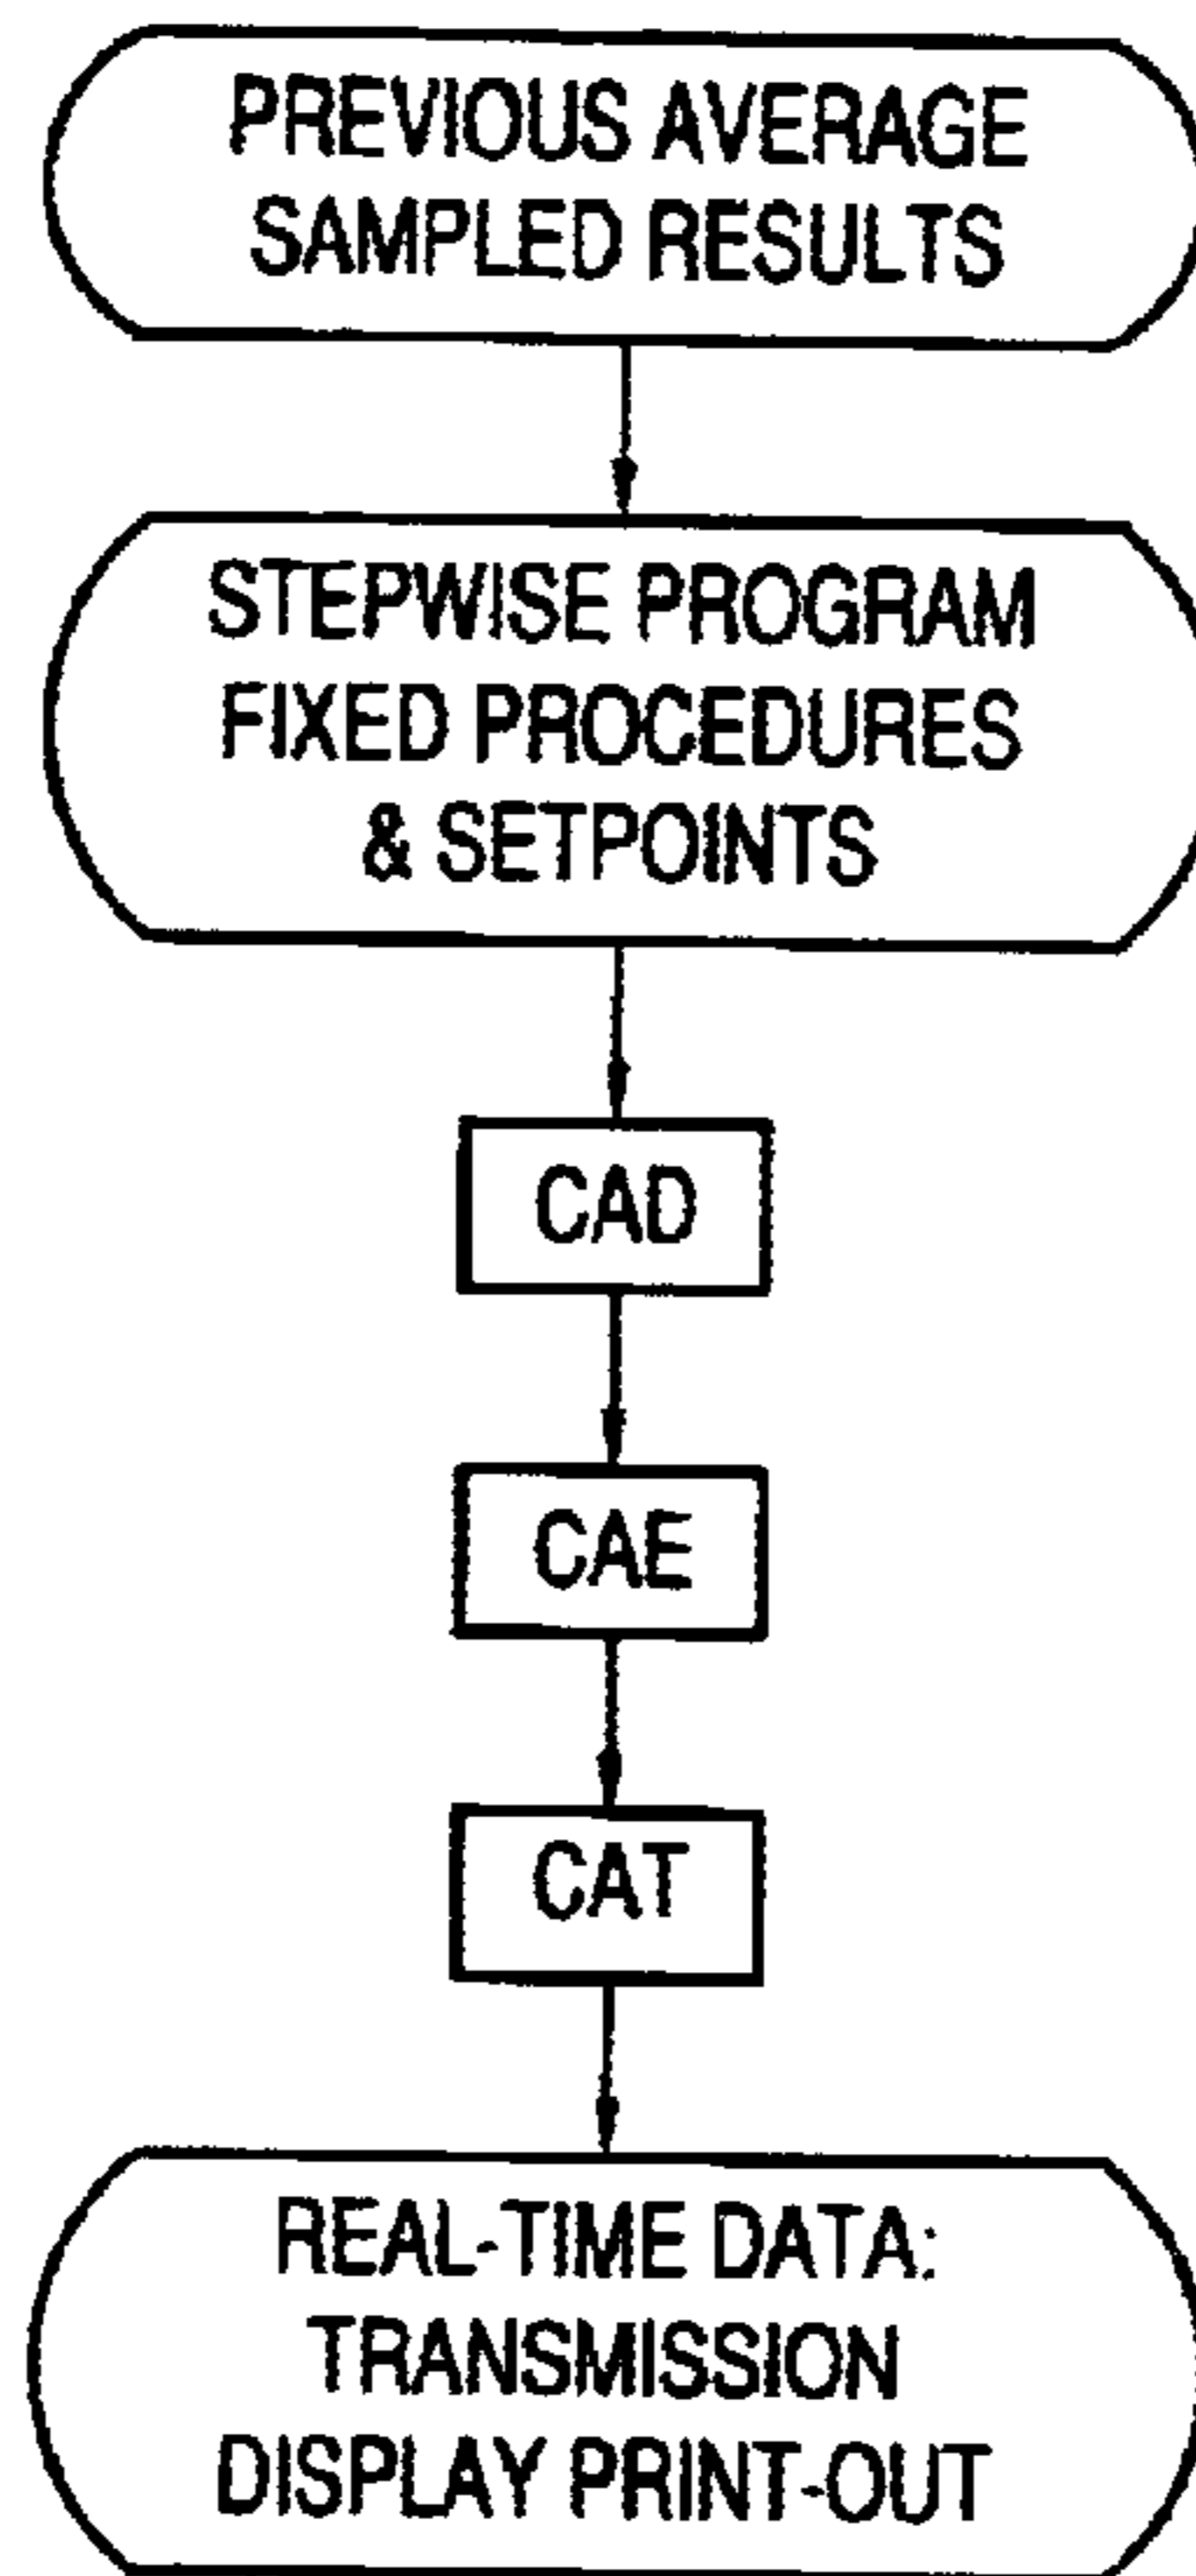 PREVIOUS AVERAGE
SAMPLED RESULTS
STEPWISE PROGRAM
FIXED PROCEDURES
& SETPOINTS
CAD
CAE
CAT
REAL-TIME DATA:
TRANSMISSION
DISPLAY PRINT-OUT